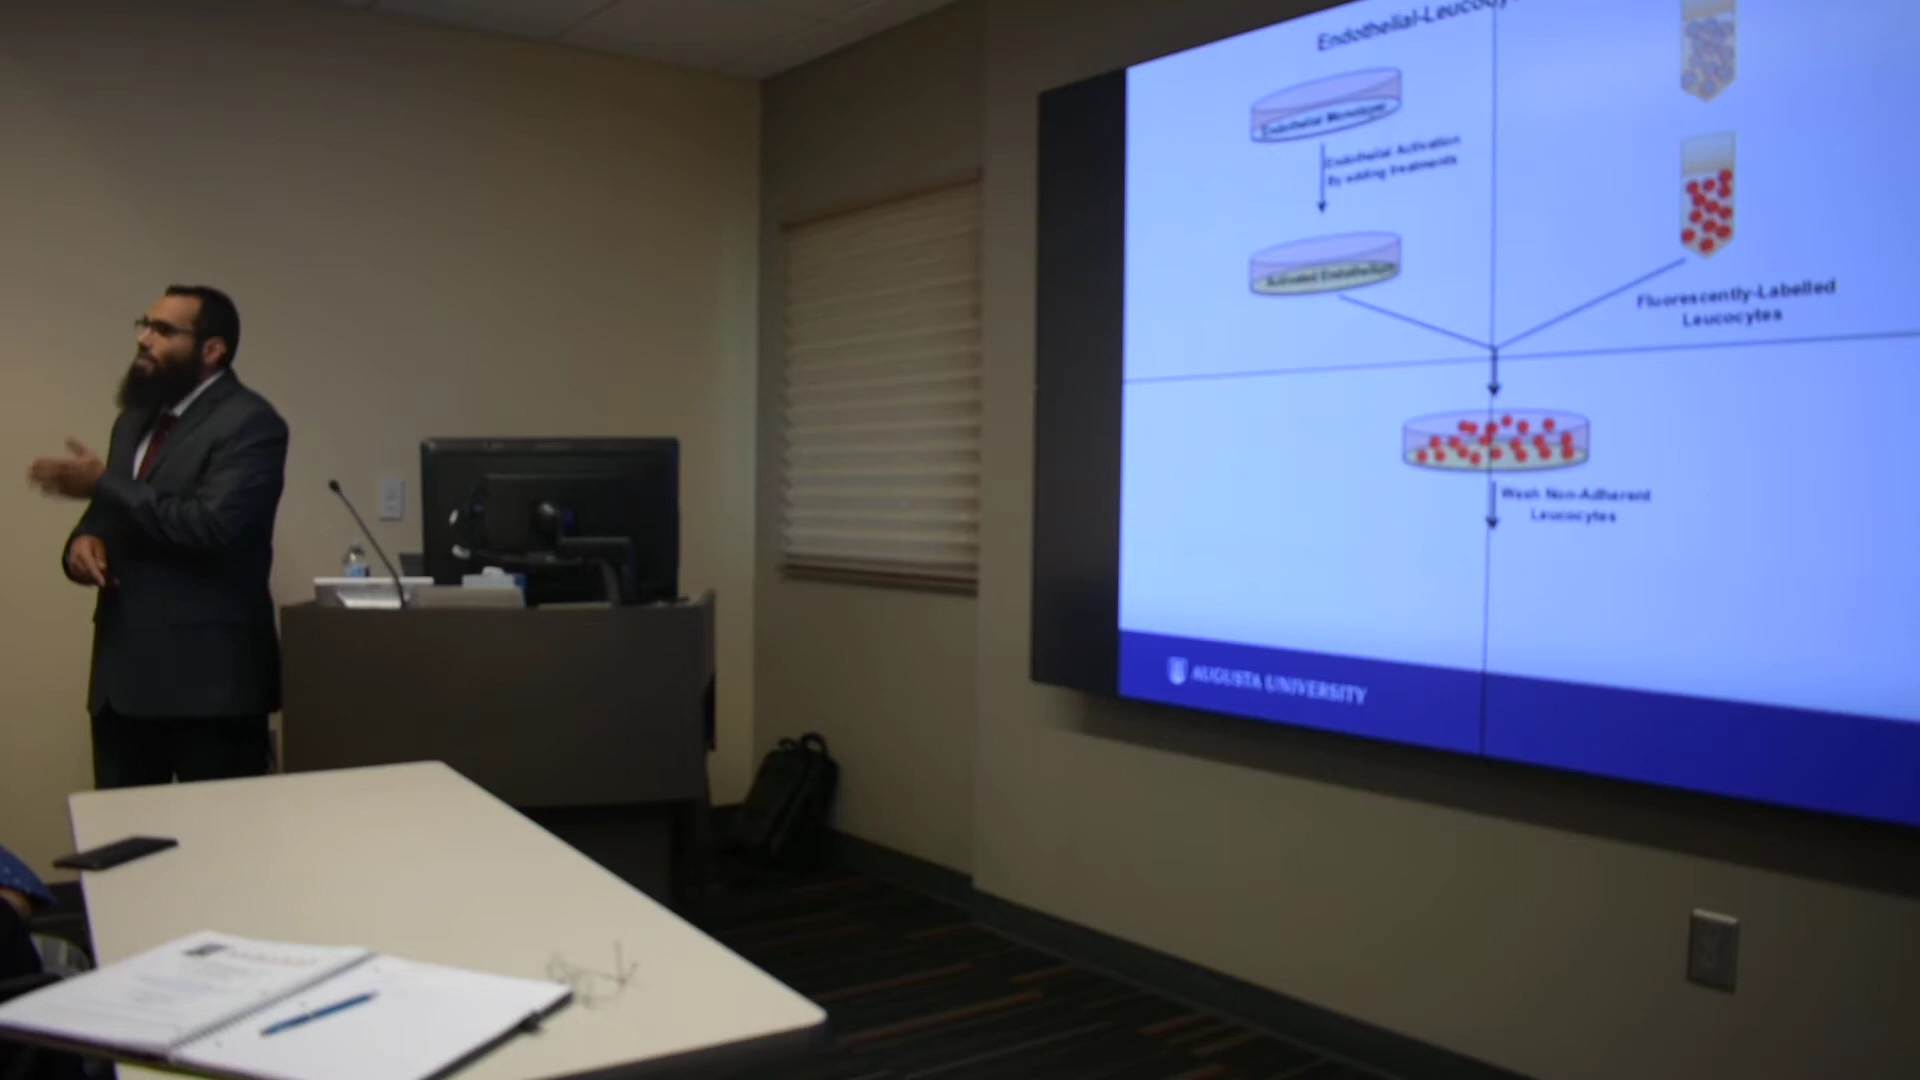 Endothelial-Leucocy
Endothelial Monolayer
Endothelial Activation
By adding treatments
Activated Endothelium
Fluorescently-Labelled
Leucocytes
Wash Non-Adherent
Leucocytes
AUGUSTA UNIVERSITY